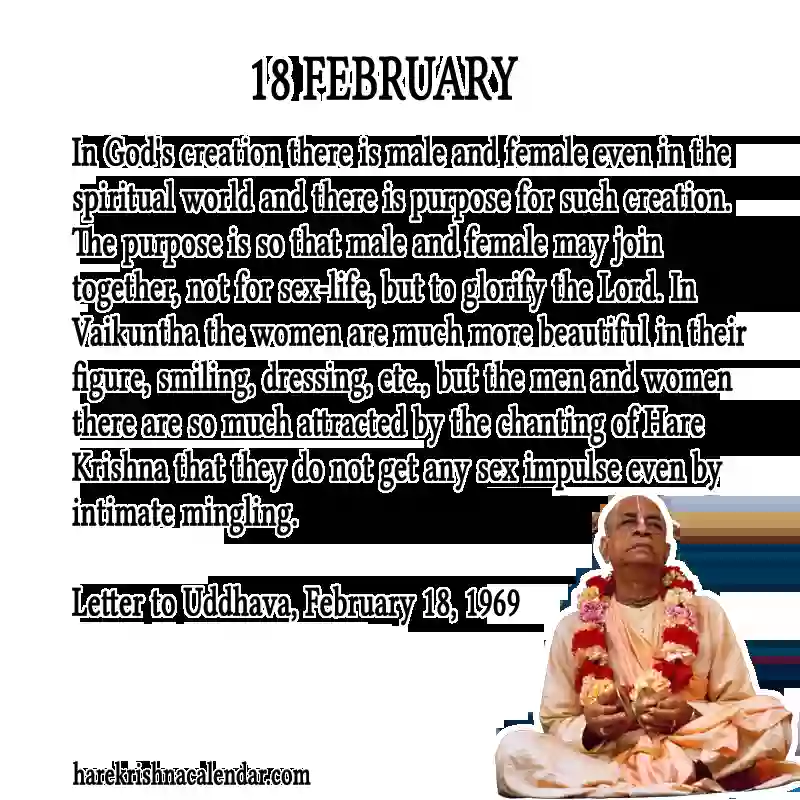 18 FEBRUARY
In God's creation there is male and female even in the
spiritual world and there is purpose for such creation.
The purpose is so that male and female may join
together, not for sex-life, but to glorify the Lord. In
Vaikuntha the women are much more beautiful in their
figure, smiling, dressing, etc., but the men and women
there are so much attracted by the chanting of Hare
Krishna that they do not get any sex impulse even by
intimate mingling.
Letter to Uddhava, February 18, 1969
harekrishnacalendar.com